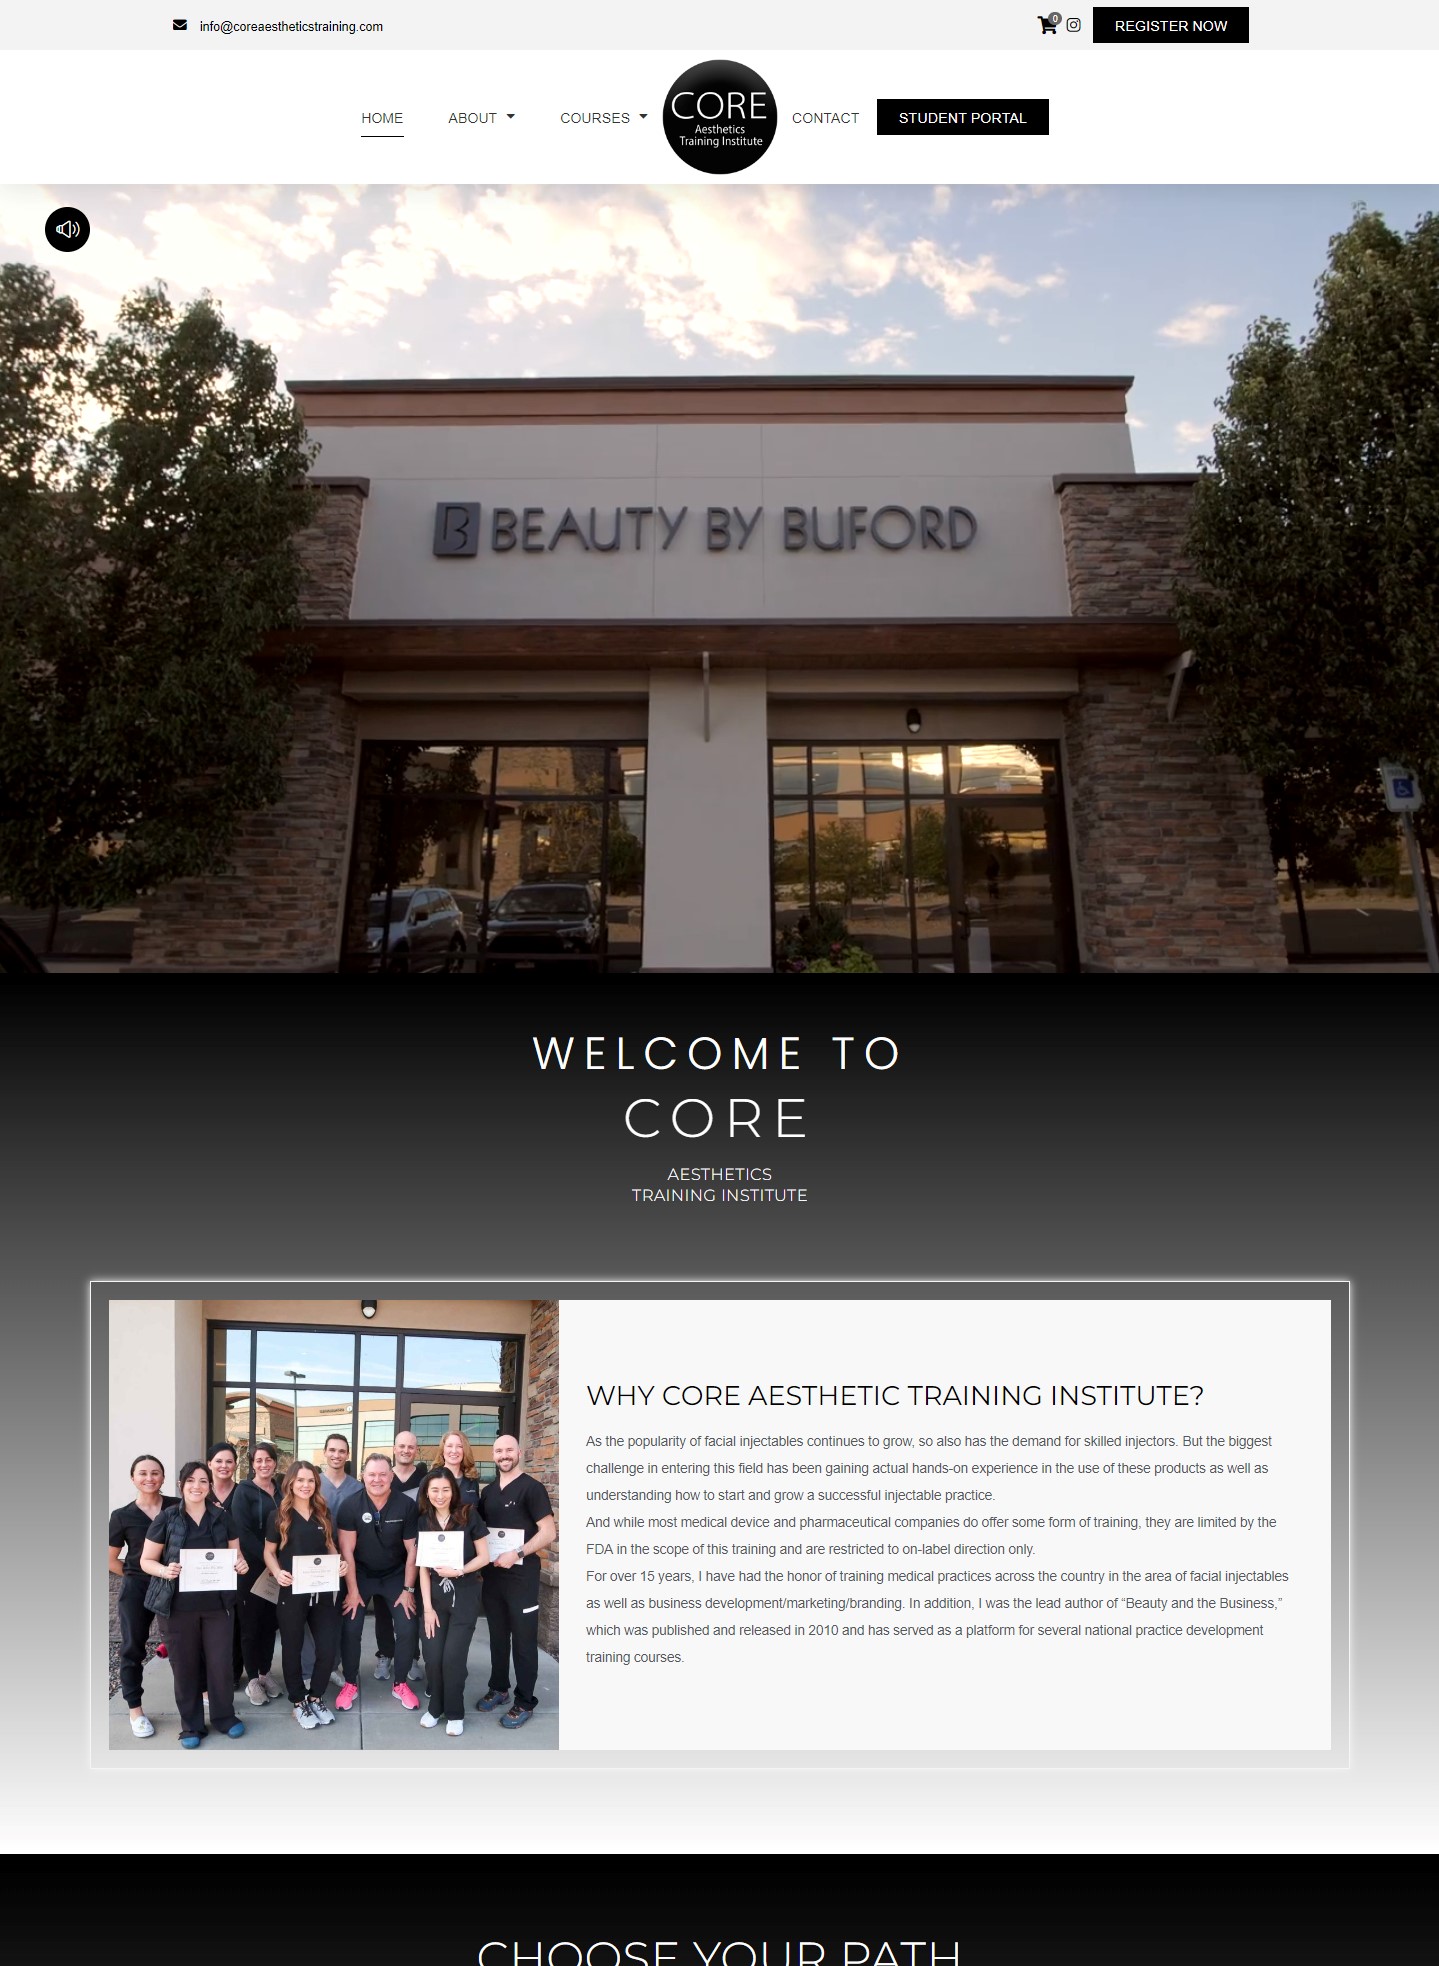 info@coreaestheticstraining.com
0
REGISTER NOW
HOME
ABOUT
COURSES
CORE
Aesthetics
Training Institute
CONTACT
STUDENT PORTAL
B BEAUTY BY BUFORD
WELCOME TO
CORE
AESTHETICS
TRAINING INSTITUTE
WHY CORE AESTHETIC TRAINING INSTITUTE?
As the popularity of facial injectables continues to grow, so also has the demand for skilled injectors. But the biggest
challenge in entering this field has been gaining actual hands-on experience in the use of these products as well as
understanding how to start and grow a successful injectable practice.
And while most medical device and pharmaceutical companies do offer some form of training, they are limited by the
FDA in the scope of this training and are restricted to on-label direction only.
For over 15 years, I have had the honor of training medical practices across the country in the area of facial injectables
as well as business development/marketing/branding. In addition, I was the lead author of “Beauty and the Business,”
which was published and released in 2010 and has served as a platform for several national practice development
training courses.
CHOOSE YOUR PATH